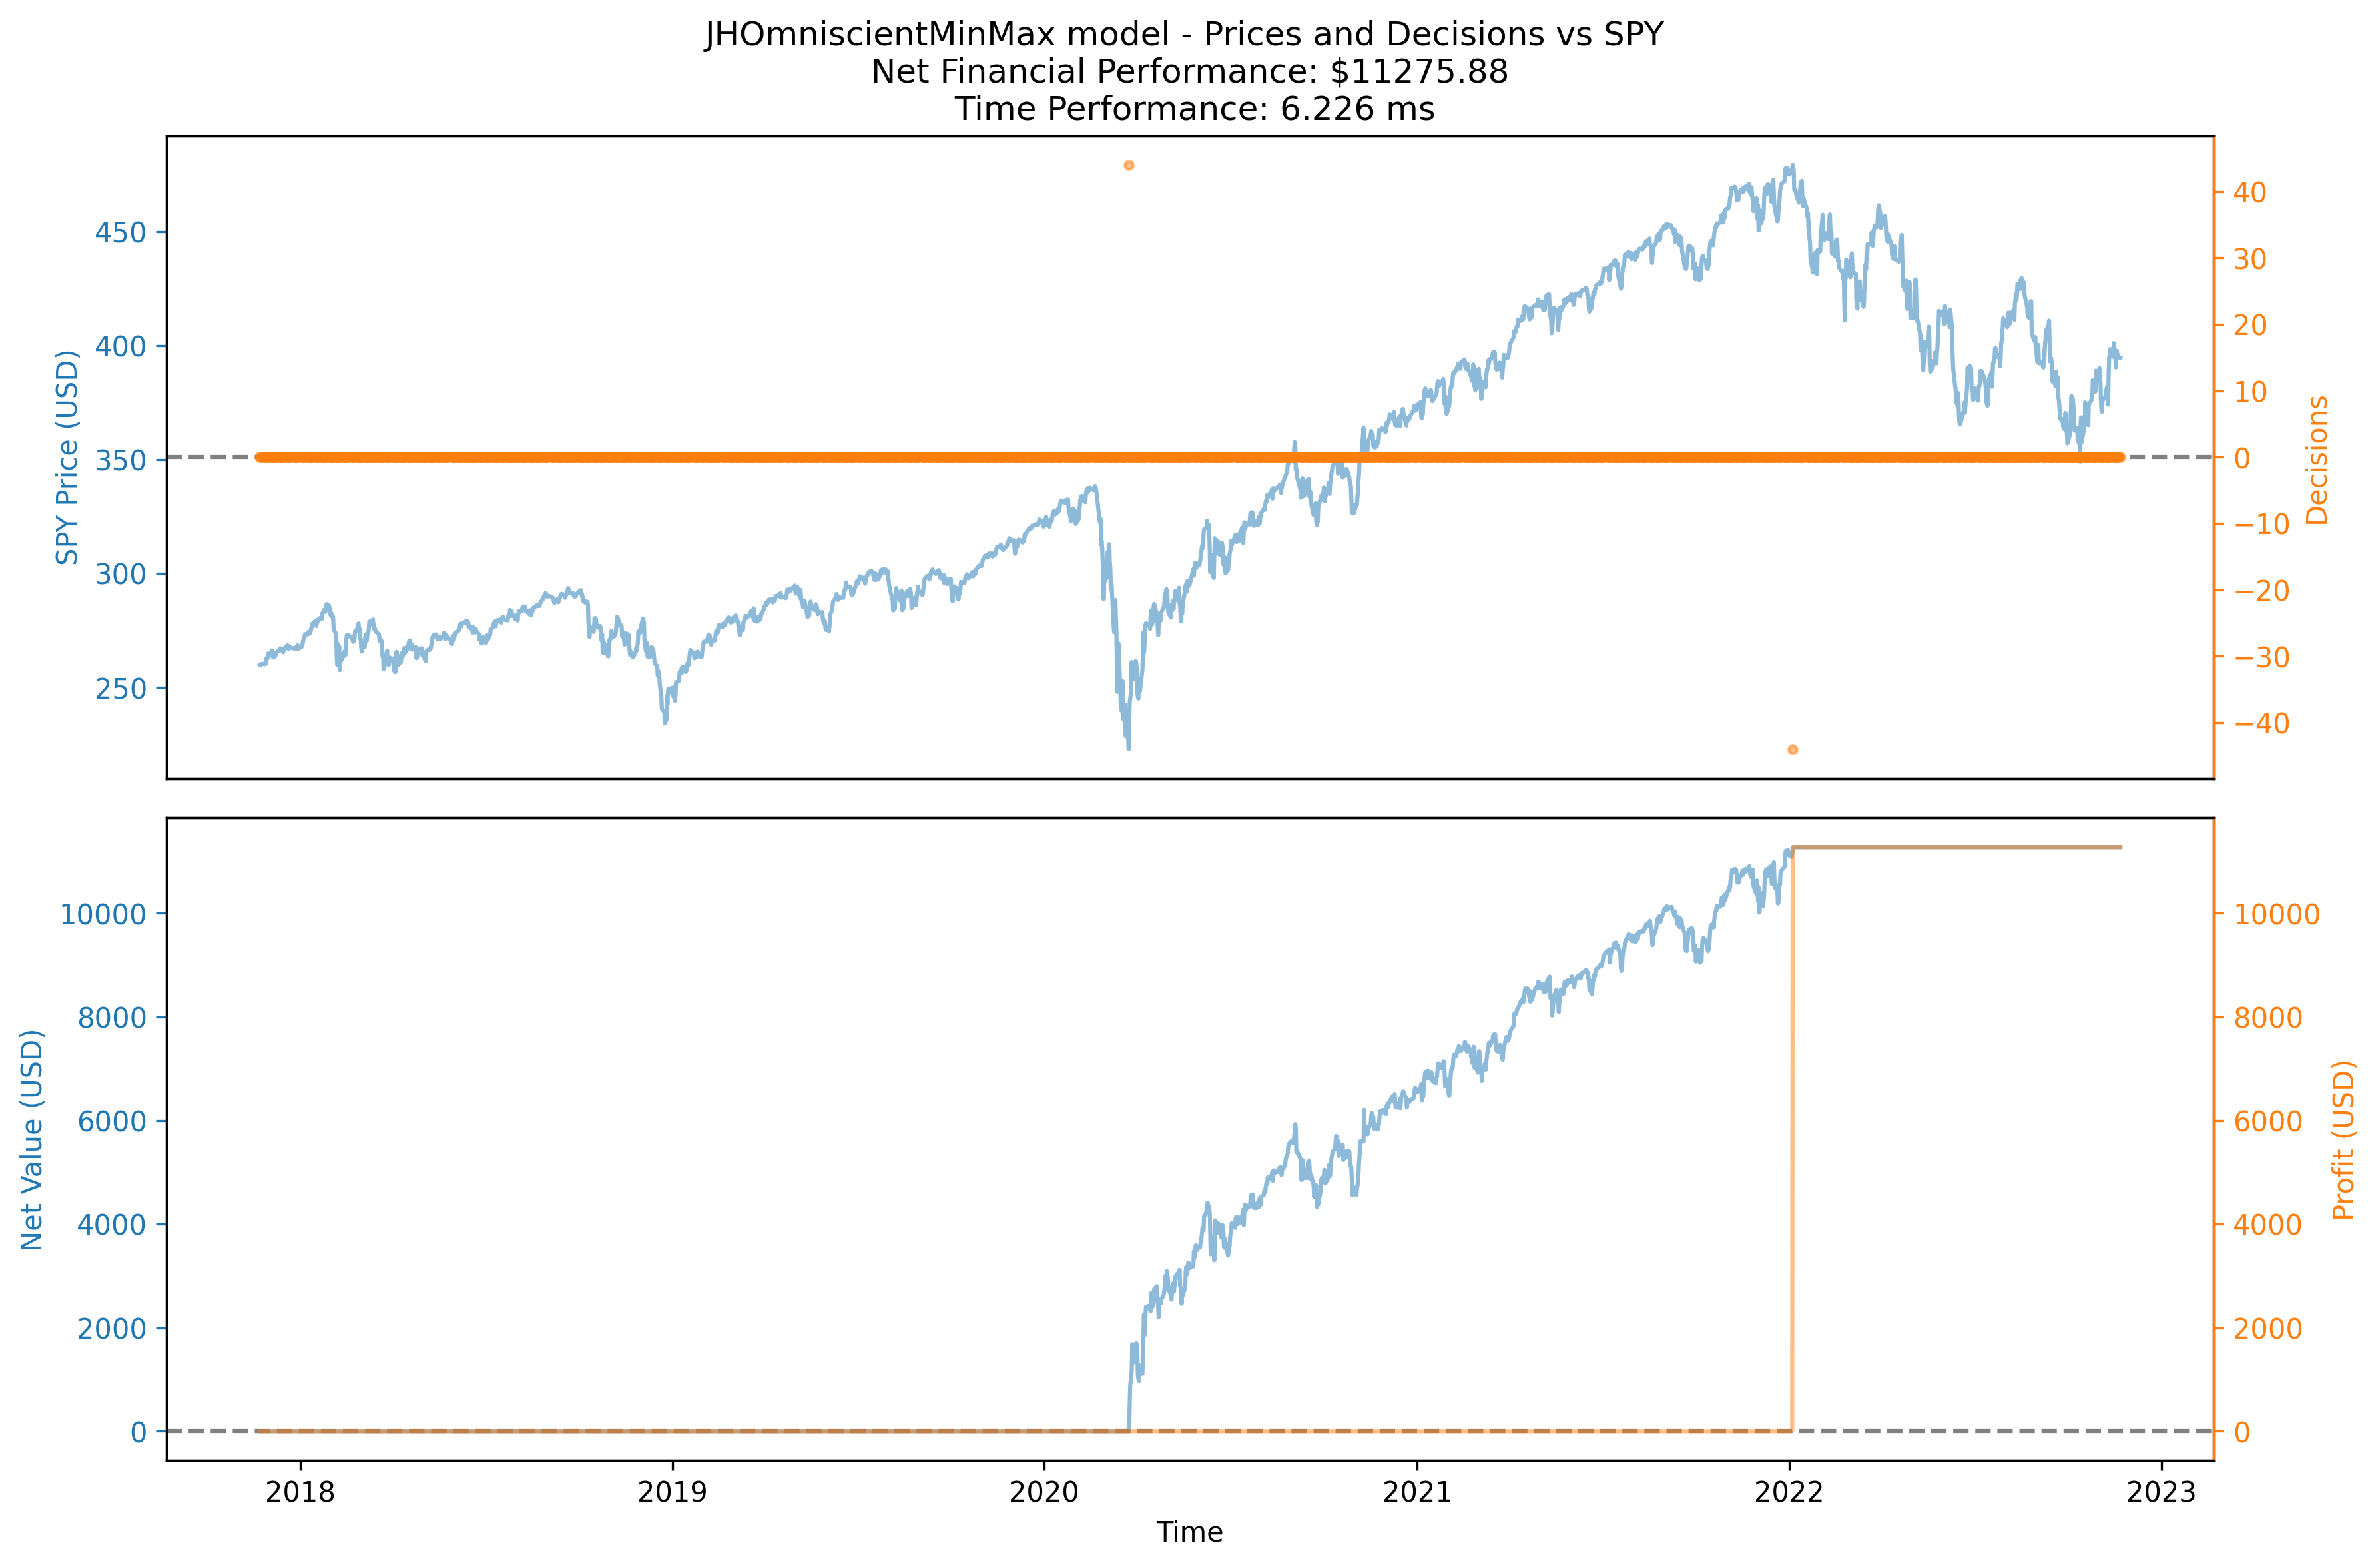 JHOmniscientMinMax model - Prices and Decisions vs SPY
Net Financial Performance: $11275.88
Time Performance: 6.226 ms
SPY Price (USD)
450
400
350
300
250
40
30
20
10
0
−10
−20
−30
−40
Decisions
Net Value (USD)
10000
8000
6000
4000
2000
0
10000
8000
6000
4000
2000
0
Profit (USD)
2018 2019 2020 2021 2022 2023
Time